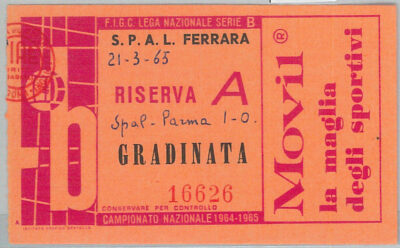 F.I.G.C. LEGA NAZIONALE SERIE B
S.P.A.L. FERRARA
21-3-65
RISERVA A
Spal-Parma 1-0.
GRADINATA
16626
CONSERVARE PER CONTROLLO
CAMPIONATO NAZIONALE 1964-1965
b
A
Movil®
la maglia
degli sportivi